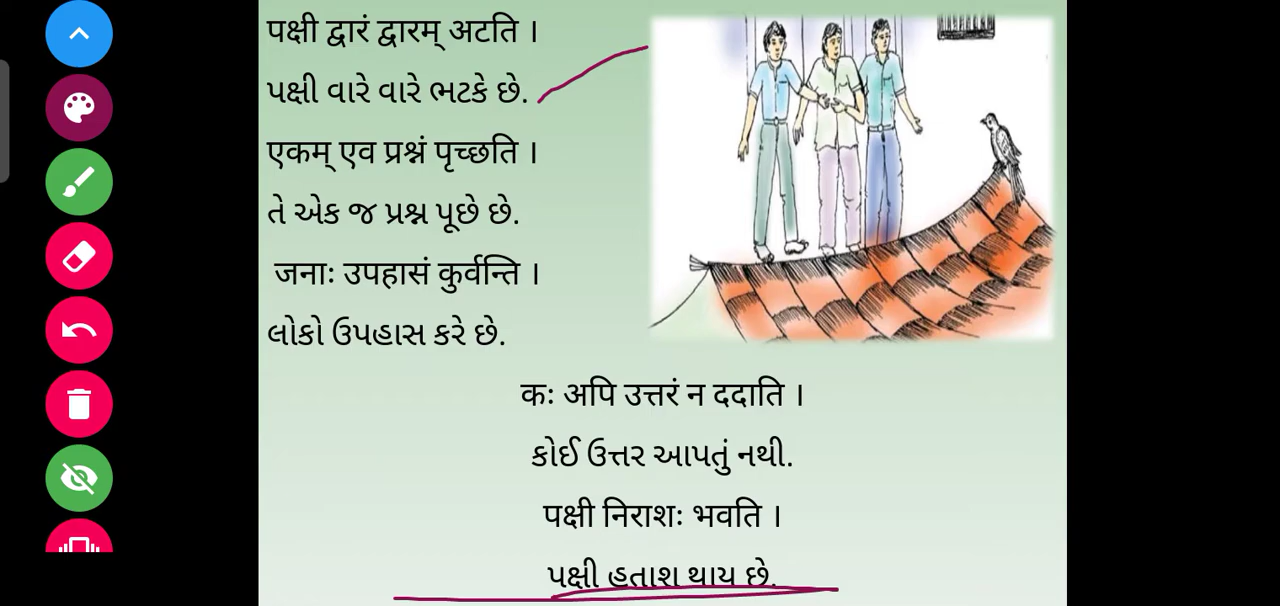 पक्षी द्वारं द्वारम् अटति ।
પક્ષી વારે વારે ભટકે છે.
एकम् एव प्रश्नं पृच्छति ।
તે એક જ પ્રશ્ન પૂછે છે.
जनाः उपहासं कुर्वन्ति ।
લોકો ઉપહાસ કરે છે.
कः अपि उत्तरं न ददाति ।
કોઈ ઉત્તર આપતું નથી.
पक्षी निराशः भवति ।
પક્ષી હતાશ થાય છે.